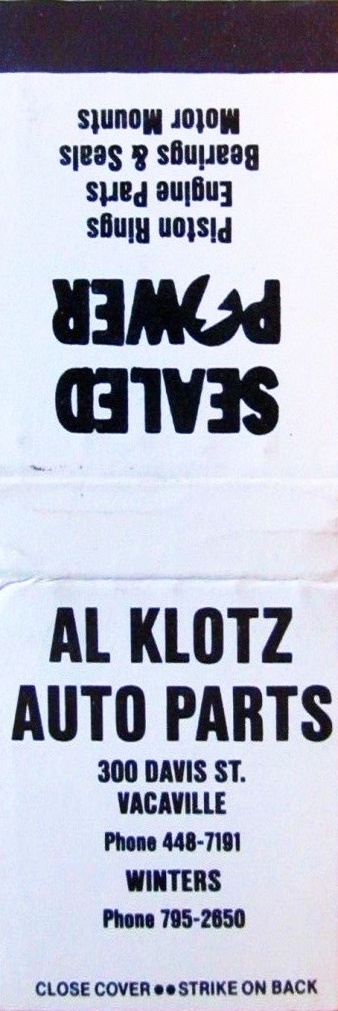 SEALED
POWER
Piston Rings
Engine Parts
Bearings & Seals
Motor Mounts
AL KLOTZ
AUTO PARTS
300 DAVIS ST.
VACAVILLE
Phone 448-7191
WINTERS
Phone 795-2650
CLOSE COVER●●STRIKE ON BACK